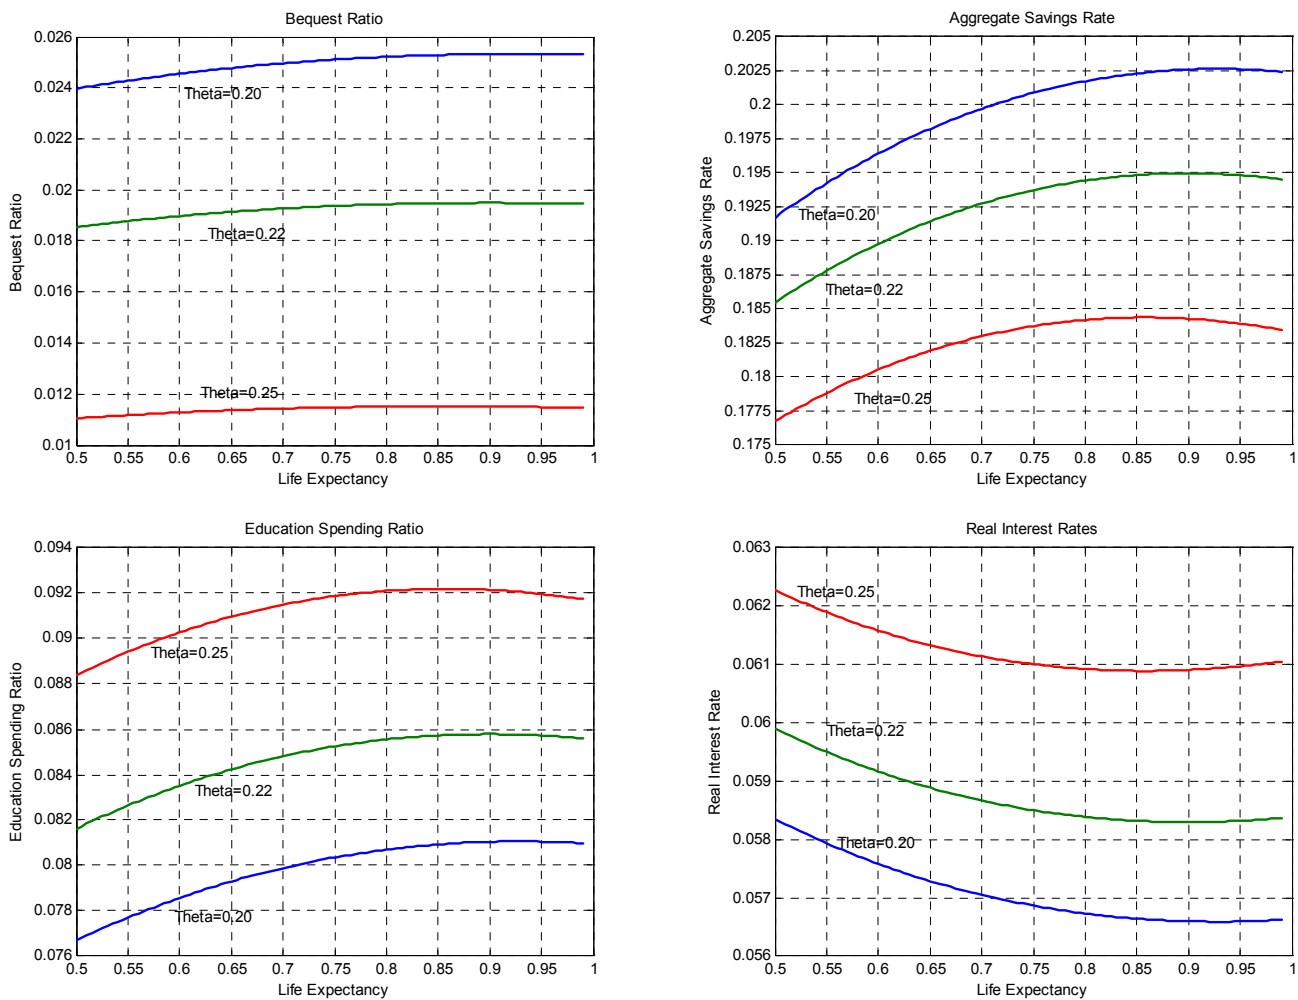 Bequest Ratio
0.026
0.024
0.022
0.02
0.018
0.016
0.014
0.012
0.01
Bequest Ratio
Theta=0.20
Theta=0.22
Theta=0.25
0.5 0.55 0.6 0.65 0.7 0.75 0.8 0.85 0.9 0.95 1
Life Expectancy
Aggregate Savings Rate
0.205
0.2025
0.2
0.1975
0.195
0.1925
0.19
0.1875
0.185
0.1825
0.18
0.1775
0.175
Aggregate Savings Rate
Theta=0.20
Theta=0.22
Theta=0.25
0.5 0.55 0.6 0.65 0.7 0.75 0.8 0.85 0.9 0.95 1
Life Expectancy
Education Spending Ratio
0.094
0.092
0.09
0.088
0.086
0.084
0.082
0.08
0.078
0.076
Education Spending Ratio
Theta=0.25
Theta=0.22
Theta=0.20
0.5 0.55 0.6 0.65 0.7 0.75 0.8 0.85 0.9 0.95 1
Life Expectancy
Real Interest Rates
0.063
0.062
0.061
0.06
0.059
0.058
0.057
0.056
Real Interest Rate
Theta=0.25
Theta=0.22
Theta=0.20
0.5 0.55 0.6 0.65 0.7 0.75 0.8 0.85 0.9 0.95 1
Life Expectancy